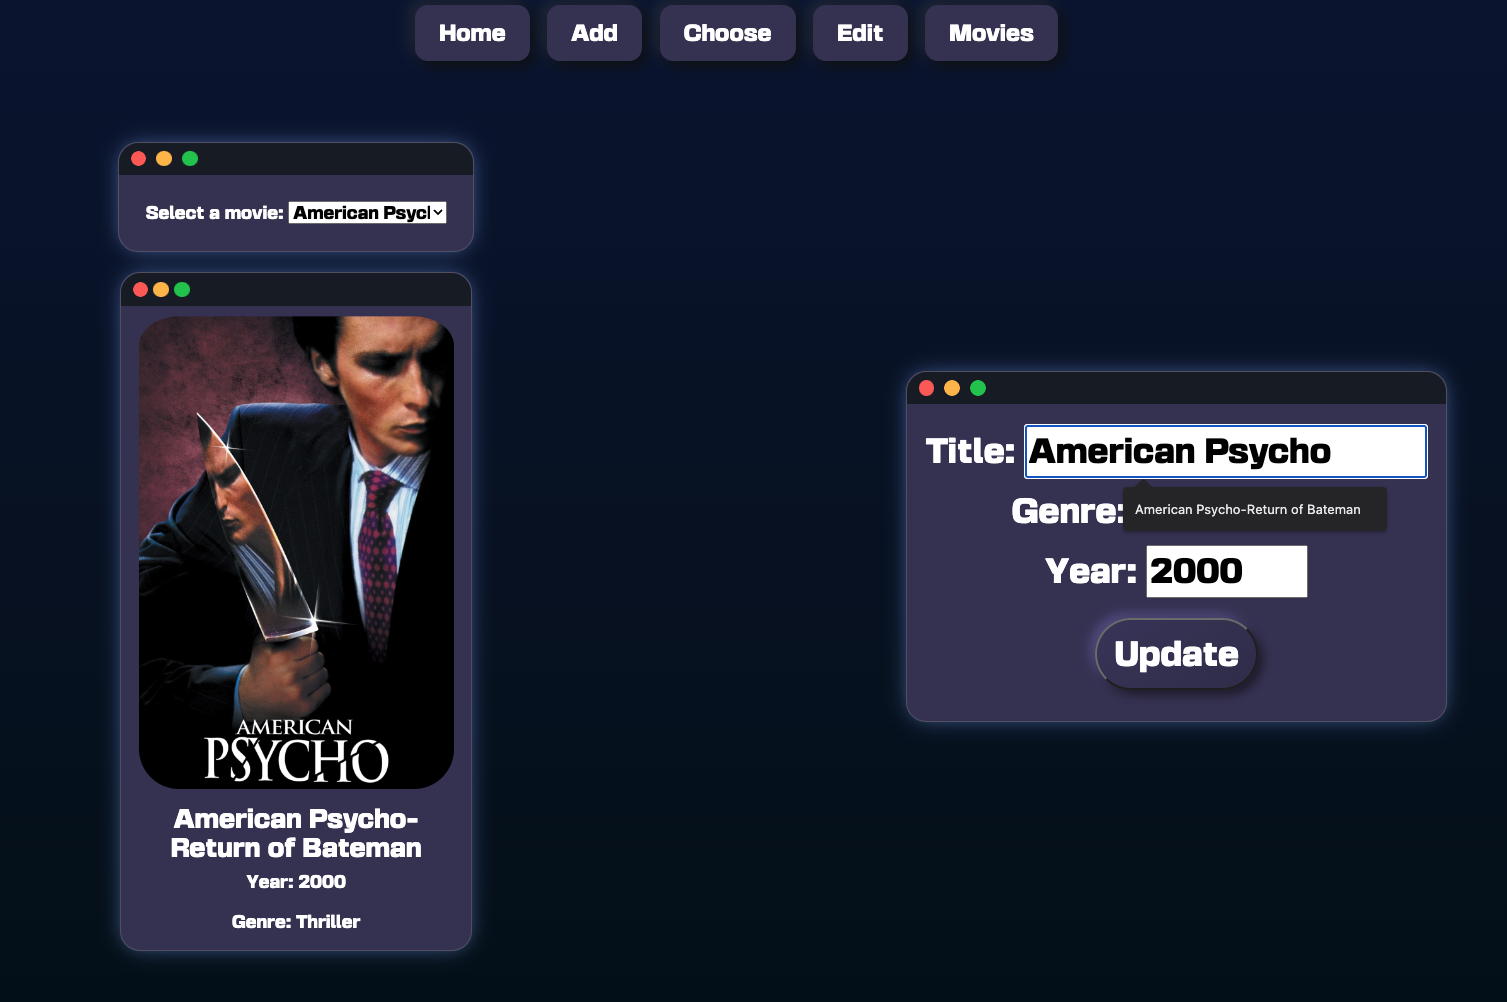 Home Add Choose Edit Movies
Select a movie: American Psycl
AMERICAN
PSYCHO
American Psycho-
Return of Bateman
Year: 2000
Genre: Thriller
Title: American Psycho
Genre:
American Psycho-Return of Bateman
Year: 2000
Update